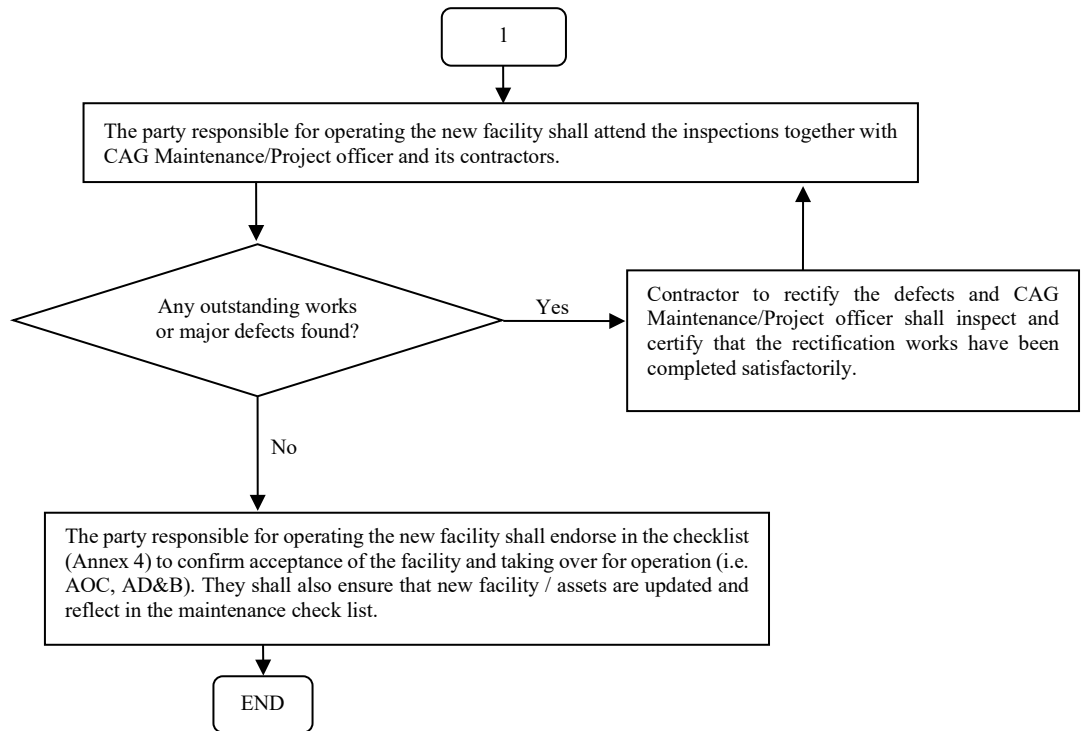 1
The party responsible for operating the new facility shall attend the inspections together with
CAG Maintenance/Project officer and its contractors.
Any outstanding works
or major defects found?
Yes
Contractor to rectify the defects and CAG
Maintenance/Project officer shall inspect and
certify that the rectification works have been
completed satisfactorily.
No
The party responsible for operating the new facility shall endorse in the checklist
(Annex 4) to confirm acceptance of the facility and taking over for operation (i.e.
AOC, AD&B). They shall also ensure that new facility / assets are updated and
reflect in the maintenance check list.
END